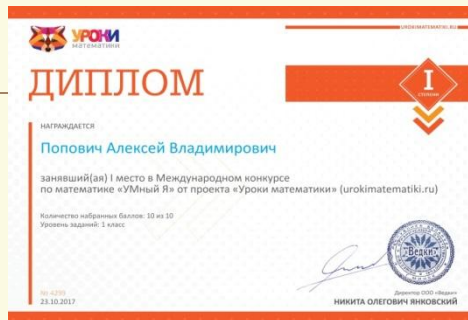 УРОКИ
математики
UROKIMATEMATIKI.RU
ДИПЛОМ
I
степени
НАГРАЖДАЕТСЯ
Попович Алексей Владимирович
занявший(ая) I место в Международном конкурсе
по математике «УМный Я» от проекта «Уроки математики» (urokimatematiki.ru)
Количество набранных баллов: 10 из 10
Уровень заданий: 1 класс
«Ведки»
23.10.2017
Директор ООО «Ведки»
НИКИТА ОЛЕГОВИЧ ЯНКОВСКИЙ